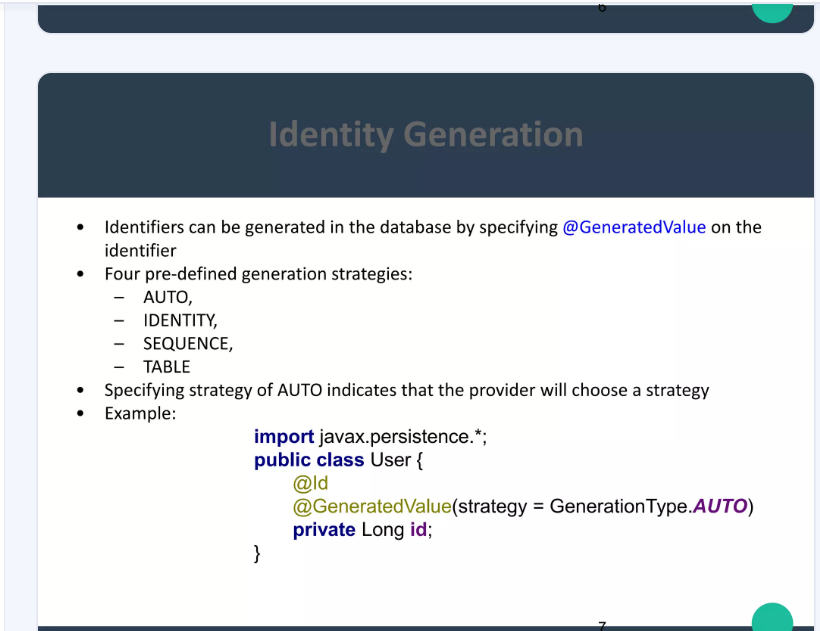 6
Identity Generation
• Identifiers can be generated in the database by specifying @GeneratedValue on the
identifier
• Four pre-defined generation strategies:
– AUTO,
– IDENTITY,
– SEQUENCE,
– TABLE
• Specifying strategy of AUTO indicates that the provider will choose a strategy
• Example:
import javax.persistence.*;
public class User {
@Id
@GeneratedValue(strategy = GenerationType.AUTO)
private Long id;
}
7